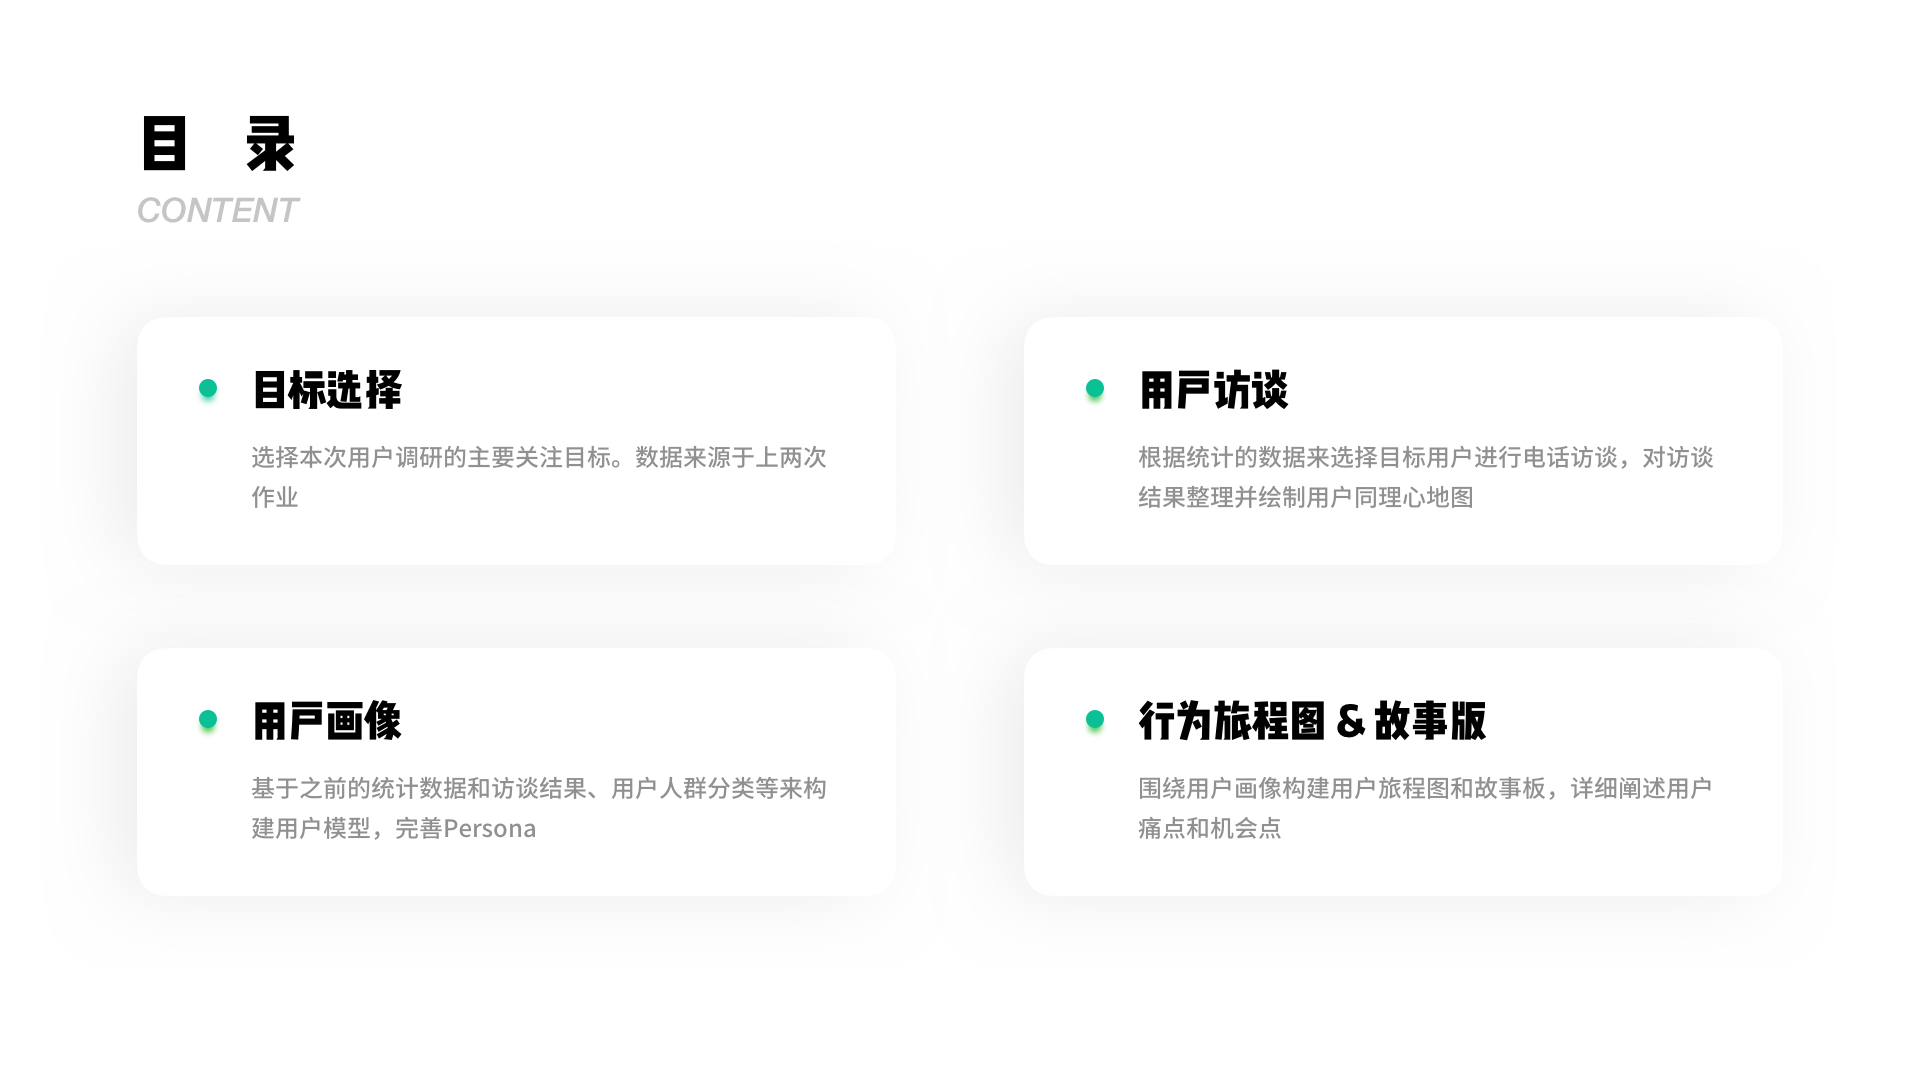 目 录
CONTENT
目标选择
选择本次用户调研的主要关注目标。数据来源于上两次
作业
用户访谈
根据统计的数据来选择目标用户进行电话访谈，对访谈
结果整理并绘制用户同理心地图
用户画像
基于之前的统计数据和访谈结果、用户人群分类等来构
建用户模型，完善Persona
行为旅程图 & 故事版
围绕用户画像构建用户旅程图和故事板，详细阐述用户
痛点和机会点